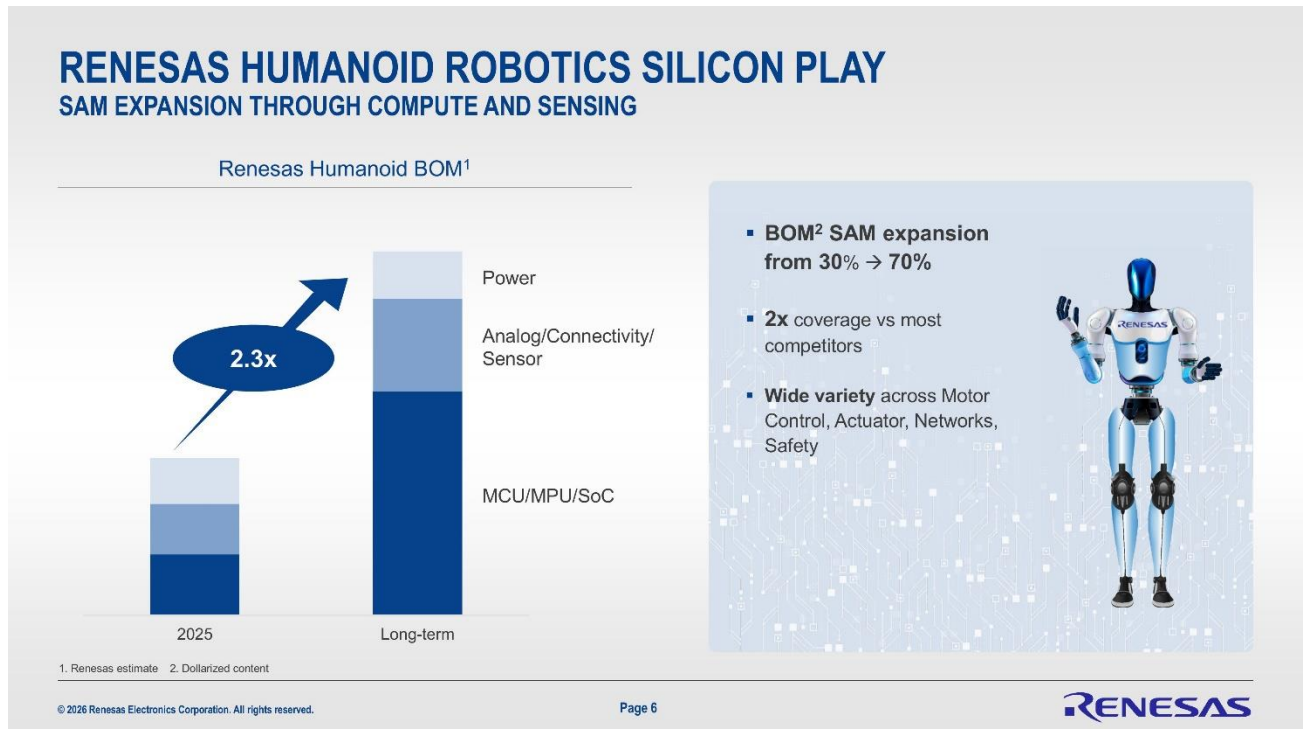 RENESAS HUMANOID ROBOTICS SILICON PLAY
SAM EXPANSION THROUGH COMPUTE AND SENSING
Renesas Humanoid BOM¹
2.3x
Power
Analog/Connectivity/
Sensor
MCU/MPU/SoC
2025
Long-term
▪ BOM² SAM expansion
from 30% → 70%
▪ 2x coverage vs most
competitors
▪ Wide variety across Motor
Control, Actuator, Networks,
Safety
RENESAS
1. Renesas estimate 2. Dollarized content
© 2026 Renesas Electronics Corporation. All rights reserved.
Page 6
RENESAS